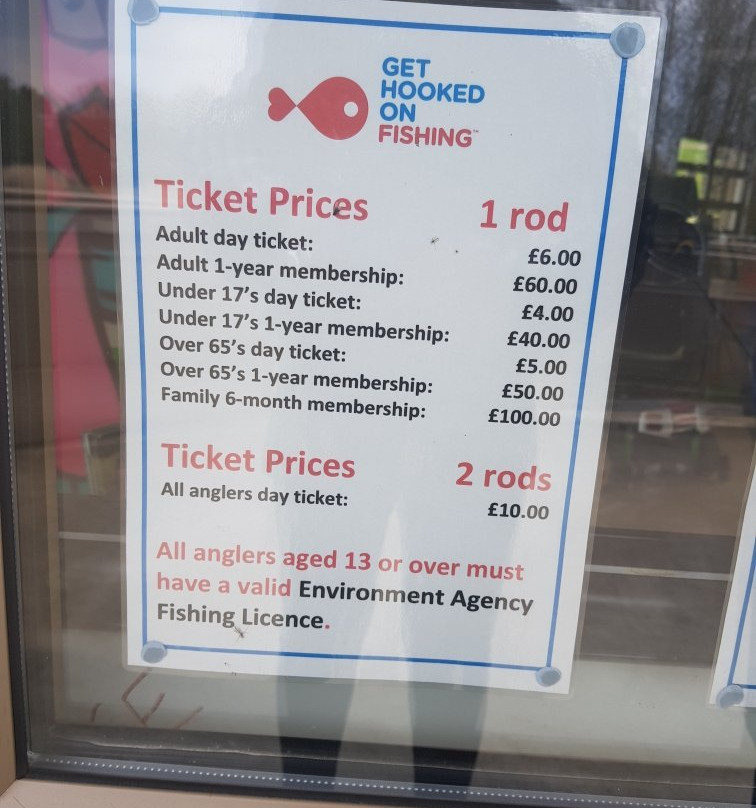 GET
HOOKED
ON
FISHING™
Ticket Prices 1 rod
Adult day ticket: £6.00
Adult 1-year membership: £60.00
Under 17's day ticket: £4.00
Under 17's 1-year membership: £40.00
Over 65's day ticket: £5.00
Over 65's 1-year membership: £50.00
Family 6-month membership: £100.00
Ticket Prices 2 rods
All anglers day ticket: £10.00
All anglers aged 13 or over must
have a valid Environment Agency
Fishing Licence.